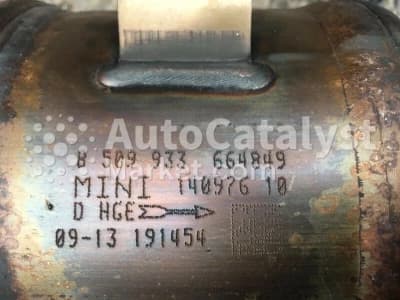 AutoCatalyst
Market.com
8 509 933 664849
MINI 140976 10
D HGE
09-13 191454